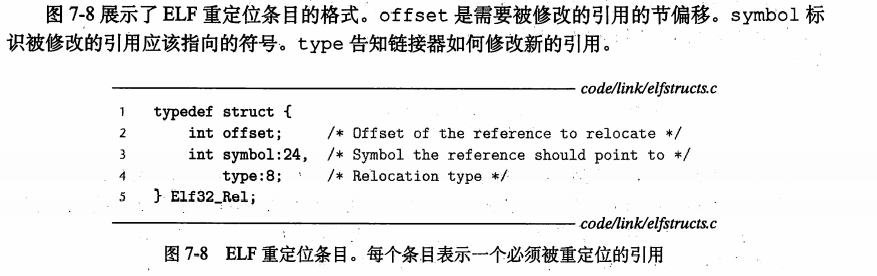 图 7-8 展示了 ELF 重定位条目的格式。offset 是需要被修改的引用的节偏移。symbol 标
识被修改的引用应该指向的符号。type 告知链接器如何修改新的引用。
code/link/elfstructs.c
1 typedef struct {
2 int offset; /* Offset of the reference to relocate */
3 int symbol:24, /* Symbol the reference should point to */
4 type:8; /* Relocation type */
5 } Elf32_Rel;
code/link/elfstructs.c
图 7-8 ELF 重定位条目。每个条目表示一个必须被重定位的引用